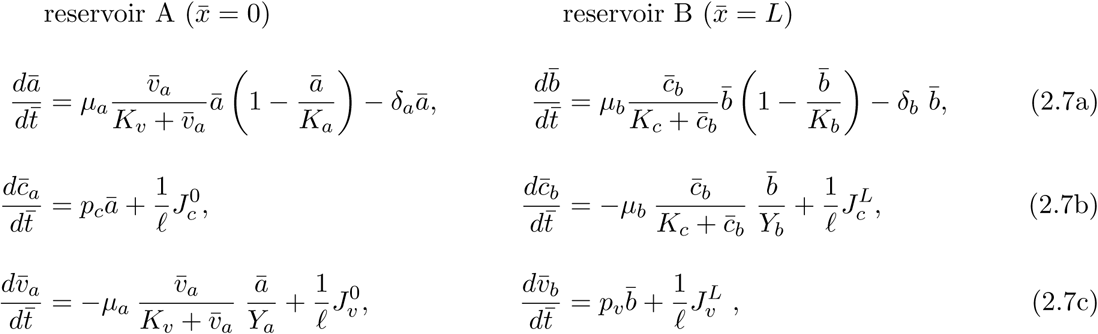 reservoir A (x̄ = 0) reservoir B (x̄ = L)
dā/dt̄ = μ_a v̄_a/(K_v + v̄_a) ā (1 − ā/K_a) − δ_a ā, db̄/dt̄ = μ_b c̄_b/(K_c + c̄_b) b̄ (1 − b̄/K_b) − δ_b b̄, (2.7a)
dc̄_a/dt̄ = p_c ā + 1/ℓ J_c^0, dc̄_b/dt̄ = −μ_b c̄_b/(K_c + c̄_b) b̄/Y_b + 1/ℓ J_c^L, (2.7b)
dv̄_a/dt̄ = −μ_a v̄_a/(K_v + v̄_a) ā/Y_a + 1/ℓ J_v^0, dv̄_b/dt̄ = p_v b̄ + 1/ℓ J_v^L , (2.7c)